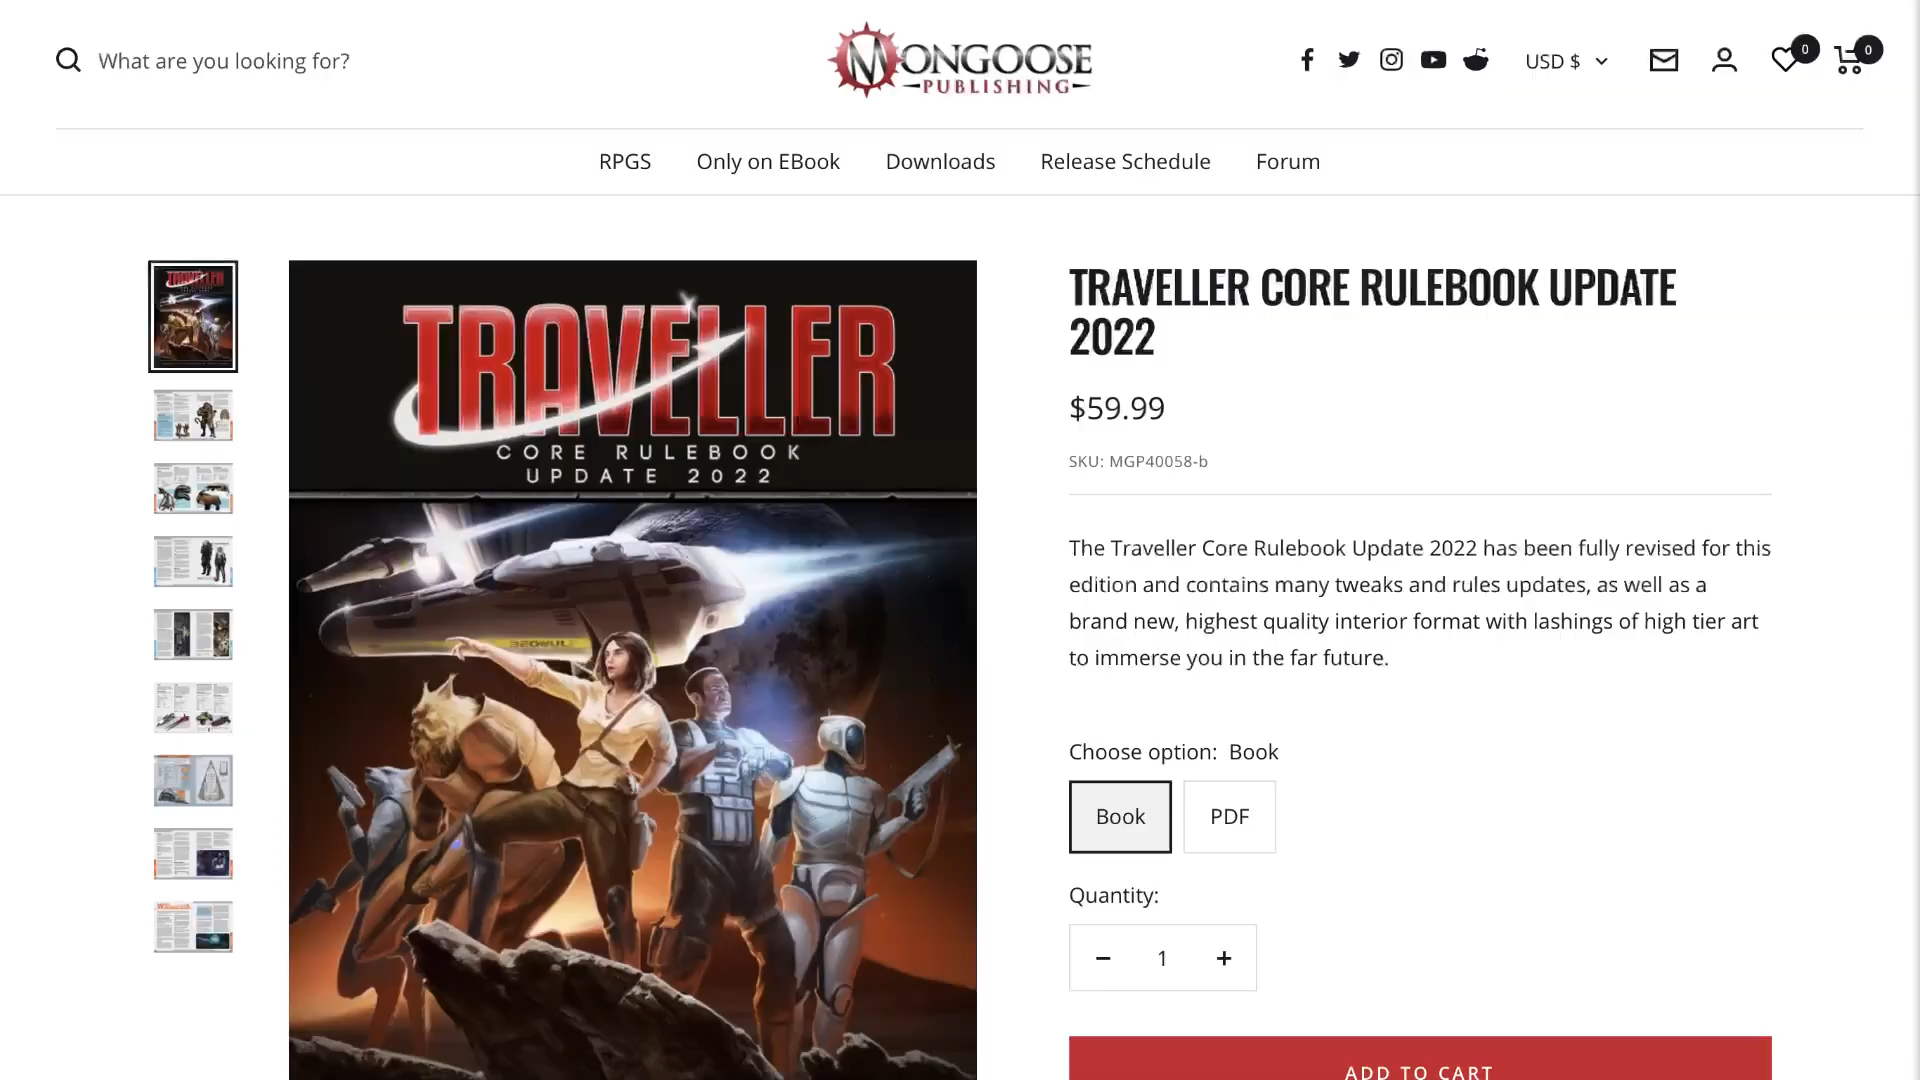 What are you looking for?
MONGOOSE
PUBLISHING
USD $
0
0
RPGS
Only on EBook
Downloads
Release Schedule
Forum
TRAVELLER
CORE RULEBOOK
UPDATE 2022
BEOWULF
TRAVELLER CORE RULEBOOK UPDATE
2022
$59.99
SKU: MGP40058-b
The Traveller Core Rulebook Update 2022 has been fully revised for this
edition and contains many tweaks and rules updates, as well as a
brand new, highest quality interior format with lashings of high tier art
to immerse you in the far future.
Choose option: Book
Book
PDF
Quantity:
1
ADD TO CART